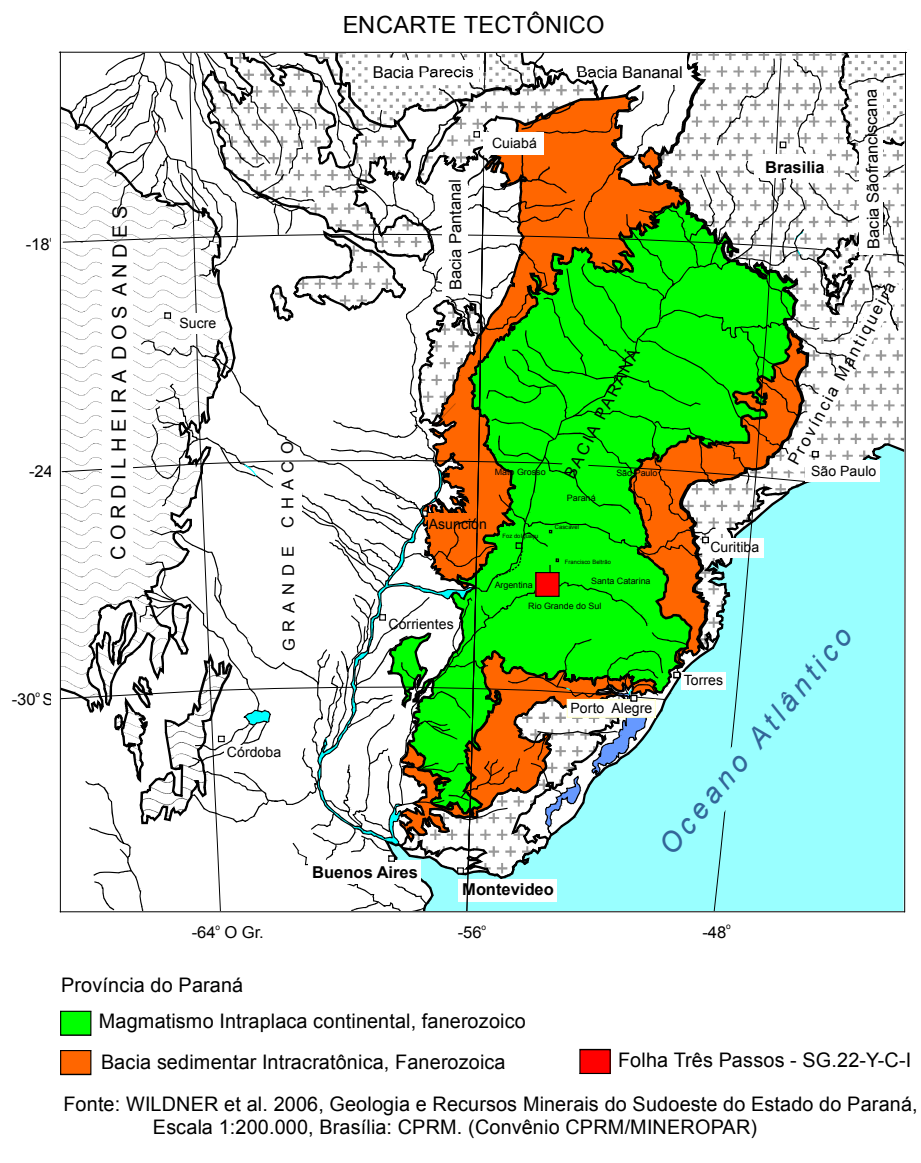 ENCARTE TECTÔNICO
Bacia Parecis
Bacia Bananal
Cuiabá
Brasilia
Bacia Sãofranciscana
Bacia Pantanal
CORDILHEIRA DOS ANDES
-18°
Sucre
Província Mantiqueira
BACIA PARANÁ
GRANDE CHACO
-24
Mato Grosso
São Paulo
São Paulo
Paraná
Asunción
Cascavel
Foz do Iguaçu
Curitiba
Francisco Beltrão
Argentina
Santa Catarina
Rio Grande do Sul
Corrientes
Torres
-30° S
Porto Alegre
Córdoba
Oceano Atlântico
Buenos Aires
Montevideo
-64° O Gr.
-56°
-48°
Província do Paraná
Magmatismo Intraplaca continental, fanerozoico
Bacia sedimentar Intracratônica, Fanerozoica
Folha Três Passos - SG.22-Y-C-I
Fonte: WILDNER et al. 2006, Geologia e Recursos Minerais do Sudoeste do Estado do Paraná,
Escala 1:200.000, Brasília: CPRM. (Convênio CPRM/MINEROPAR)